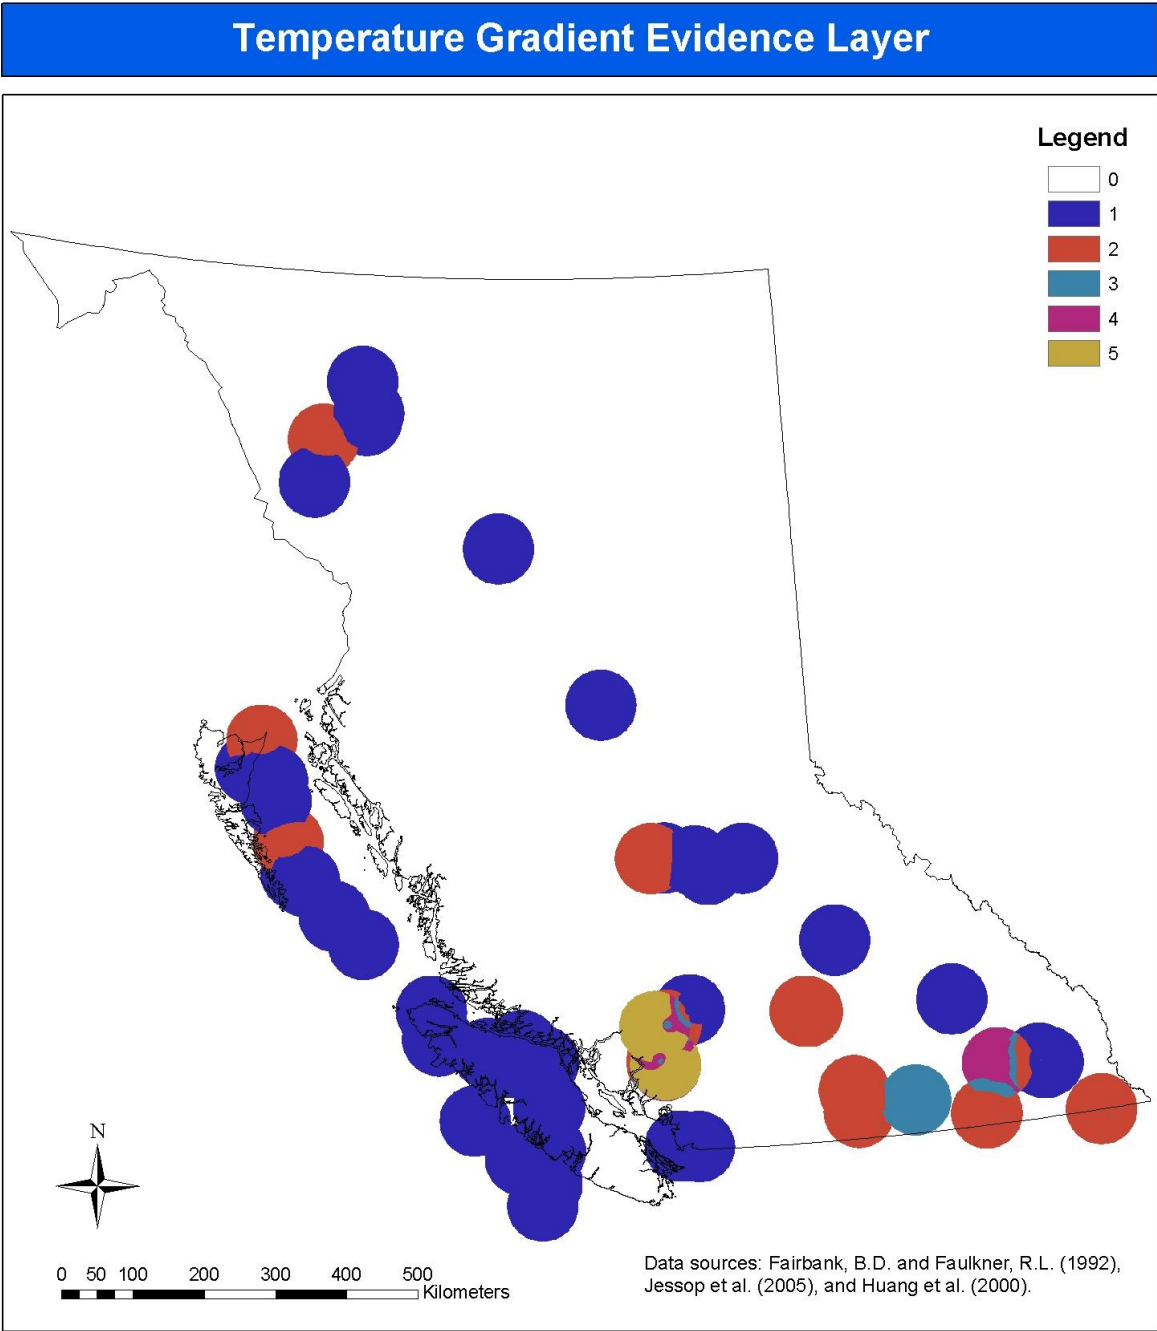 Temperature Gradient Evidence Layer
Legend
0
1
2
3
4
5
N
0 50 100 200 300 400 500
Kilometers
Data sources: Fairbank, B.D. and Faulkner, R.L. (1992),
Jessop et al. (2005), and Huang et al. (2000).